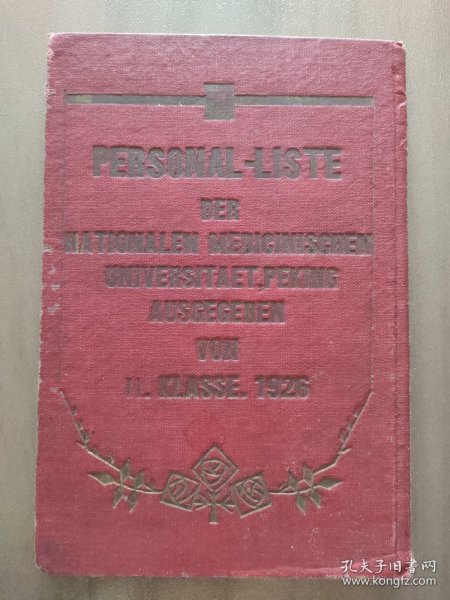 PERSONAL-LISTE
DER
NATIONALEN MEDICINISCHEN
UNIVERSITAET, PEKING
AUSGEGEBEN
VON
11. KLASSE. 1926
孔夫子旧书网
www.kongfz.com